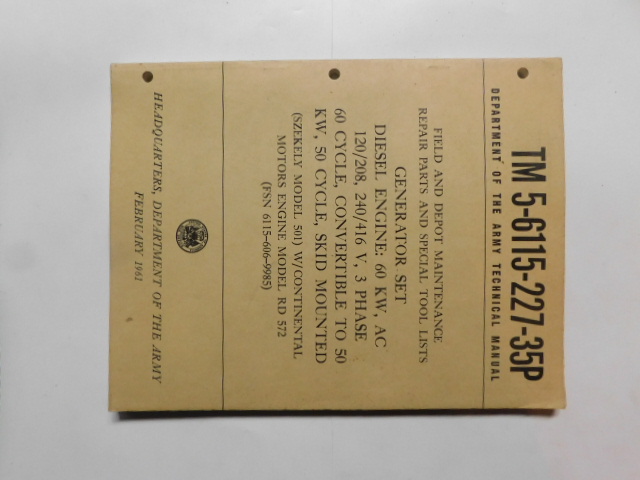 TM 5-6115-227-35P
DEPARTMENT OF THE ARMY TECHNICAL MANUAL
FIELD AND DEPOT MAINTENANCE
REPAIR PARTS AND SPECIAL TOOL LISTS
GENERATOR SET
DIESEL ENGINE: 60 KW, AC
120/208, 240/416 V, 3 PHASE
60 CYCLE, CONVERTIBLE TO 50
KW, 50 CYCLE, SKID MOUNTED
(SZEKELY MODEL 501) W/CONTINENTAL
MOTORS ENGINE MODEL RD 572
(FSN 6115-606-9985)
HEADQUARTERS, DEPARTMENT OF THE ARMY
FEBRUARY 1961